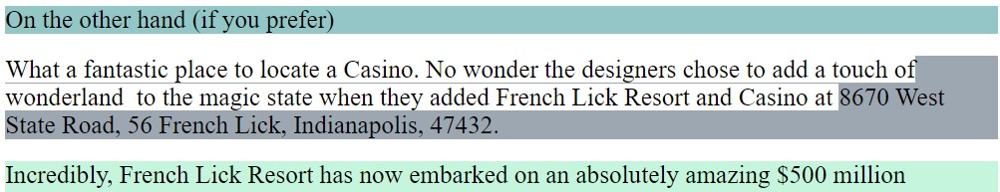 On the other hand (if you prefer)
What a fantastic place to locate a Casino. No wonder the designers chose to add a touch of
wonderland  to the magic state when they added French Lick Resort and Casino at 8670 West
State Road, 56 French Lick, Indianapolis, 47432.
Incredibly, French Lick Resort has now embarked on an absolutely amazing $500 million